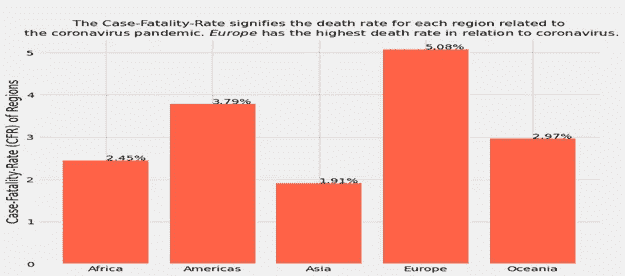 The Case-Fatality-Rate signifies the death rate for each region related to
the coronavirus pandemic. Europe has the highest death rate in relation to coronavirus.
Case-Fatality-Rate (CFR) of Regions
5
4
3
2
1
0
2.45%
3.79%
1.91%
5.08%
2.97%
Africa
Americas
Asia
Europe
Oceania